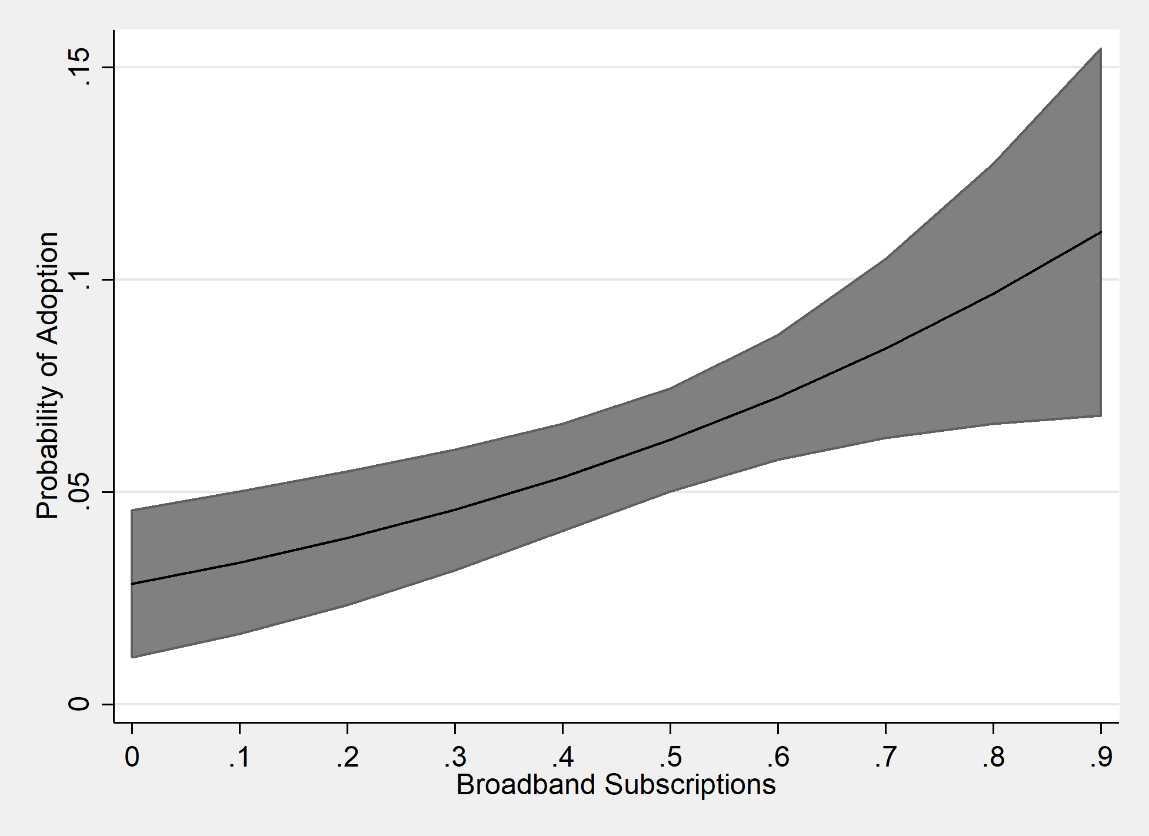 Probability of Adoption
.15
.1
.05
0
0 .1 .2 .3 .4 .5 .6 .7 .8 .9
Broadband Subscriptions